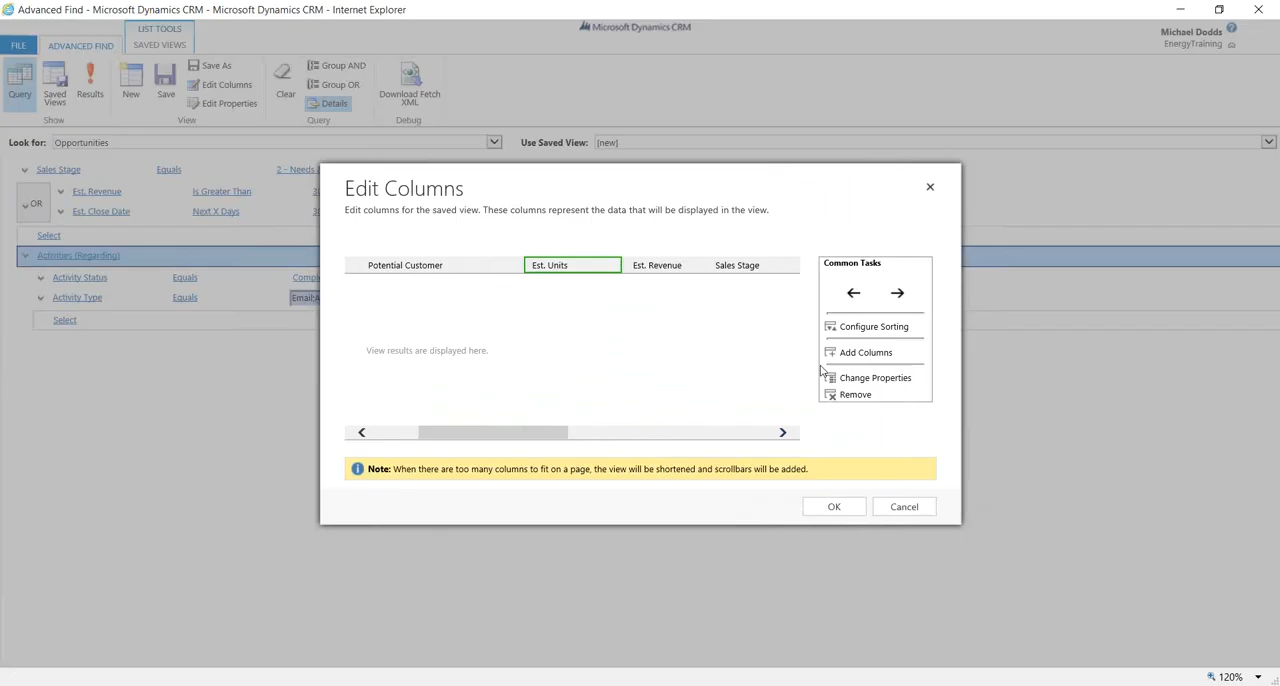 Advanced Find - Microsoft Dynamics CRM - Microsoft Dynamics CRM - Internet Explorer
LIST TOOLS
Microsoft Dynamics CRM
Michael Dodds
EnergyTraining
FILE
ADVANCED FIND
SAVED VIEWS
Query
Saved Views
Results
New
Save
Save As
Edit Columns
Edit Properties
Clear
Group AND
Group OR
Details
Download Fetch XML
Show
View
Query
Debug
Look for:
Opportunities
Use Saved View:
[new]
Sales Stage
Equals
2 - Needs
OR
Est. Revenue
Is Greater Than
Est. Close Date
Next X Days
Select
Activities (Regarding)
Activity Status
Equals
Activity Type
Equals
Email;
Select
Edit Columns
Edit columns for the saved view. These columns represent the data that will be displayed in the view.
Potential Customer
Est. Units
Est. Revenue
Sales Stage
View results are displayed here.
Common Tasks
Configure Sorting
Add Columns
Change Properties
Remove
Note: When there are too many columns to fit on a page, the view will be shortened and scrollbars will be added.
OK
Cancel
120%